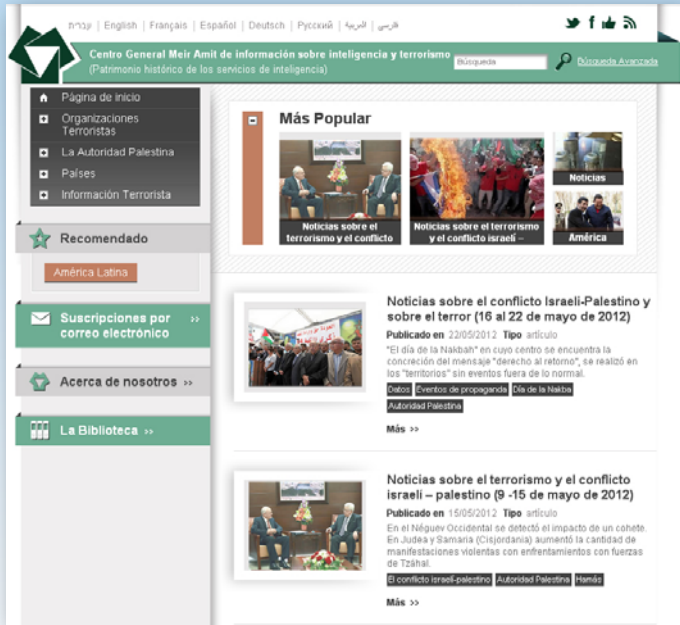 עברית | English | Français | Español | Deutsch | Русский | العربية | فارسی
Centro General Meir Amit de información sobre inteligencia y terrorismo
(Patrimonio histórico de los servicios de inteligencia)
Búsqueda
Búsqueda Avanzada
Página de inicio
Organizaciones
Terroristas
La Autoridad Palestina
Países
Información Terrorista
Recomendado
América Latina
Suscripciones por
correo electrónico
Acerca de nosotros >>
La Biblioteca >>
Más Popular
Noticias sobre el
terrorismo y el conflicto
Noticias sobre el terrorismo
y el conflicto israelí –
Noticias
América
Noticias sobre el conflicto Israelí-Palestino y
sobre el terror (16 al 22 de mayo de 2012)
Publicado en 22/05/2012 Tipo artículo
"El día de la Nakbah" en cuyo centro se encuentra la
concreción del mensaje "derecho al retorno", se realizó en
los "territorios" sin eventos fuera de lo normal.
Datos Eventos de propaganda Día de la Nakba
Autoridad Palestina
Más >>
Noticias sobre el terrorismo y el conflicto
israelí – palestino (9 -15 de mayo de 2012)
Publicado en 15/05/2012 Tipo artículo
En el Néguev Occidental se detectó el impacto de un cohete.
En Judea y Samaria (Cisjordania) aumentó la cantidad de
manifestaciones violentas con enfrentamientos con fuerzas
de Tzáhal.
El conflicto israelí-palestino Autoridad Palestina Hamás
Más >>